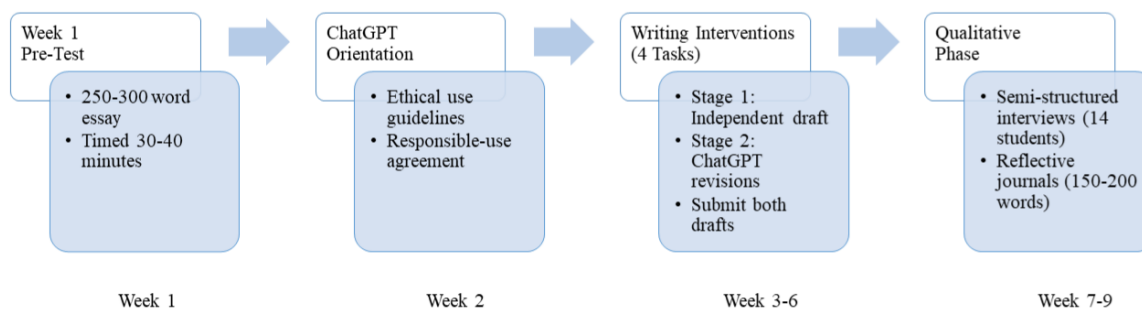 Week 1
Pre-Test
• 250-300 word
essay
• Timed 30-40
minutes
ChatGPT
Orientation
• Ethical use
guidelines
• Responsible-use
agreement
Writing Interventions
(4 Tasks)
• Stage 1:
Independent draft
• Stage 2:
ChatGPT
revisions
• Submit both
drafts
Qualitative
Phase
• Semi-structured
interviews (14
students)
• Reflective
journals (150-200
words)
Week 1
Week 2
Week 3-6
Week 7-9